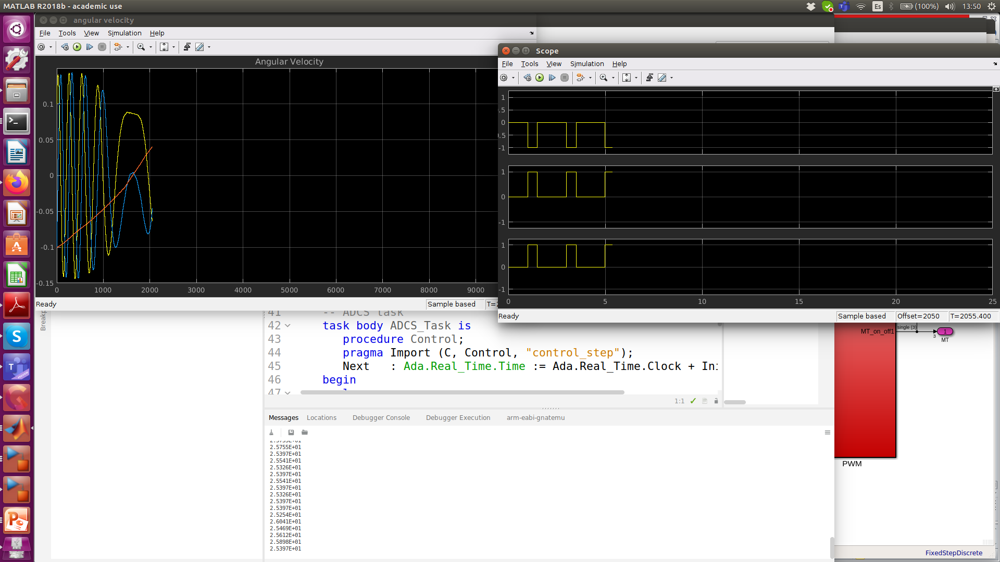 MATLAB R2018b - academic use
Es
(100%)
13:50
angular velocity
File Tools View Simulation Help
Angular Velocity
0.1
0.05
0
-0.05
-0.1
-0.15
0 1000 2000 3000 4000 5000 6000 7000 8000 9000
Ready
Sample based
Scope
File Tools View Simulation Help
1
0
-1
1
0
-1
1
0
-1
0 5 10 15 20 25
Ready
Sample based
Offset=2050
T=2055.400
41 -- ADCS task
42 task body ADCS_Task is
43 procedure Control;
44 pragma Import (C, Control, "control_step");
45 Next : Ada.Real_Time.Time := Ada.Real_Time.Clock +
46 begin
47
1:1
Messages Locations Debugger Console Debugger Execution arm-eabi-gnatemu
2.5755E+01
2.5397E+01
2.5541E+01
2.5326E+01
2.5397E+01
2.5541E+01
2.5397E+01
2.5326E+01
2.5397E+01
2.5397E+01
2.5254E+01
2.6041E+01
2.5469E+01
2.5612E+01
2.5898E+01
2.5397E+01
MT_on_off1
single (3)
3
1
MT
PWM
FixedStepDiscrete